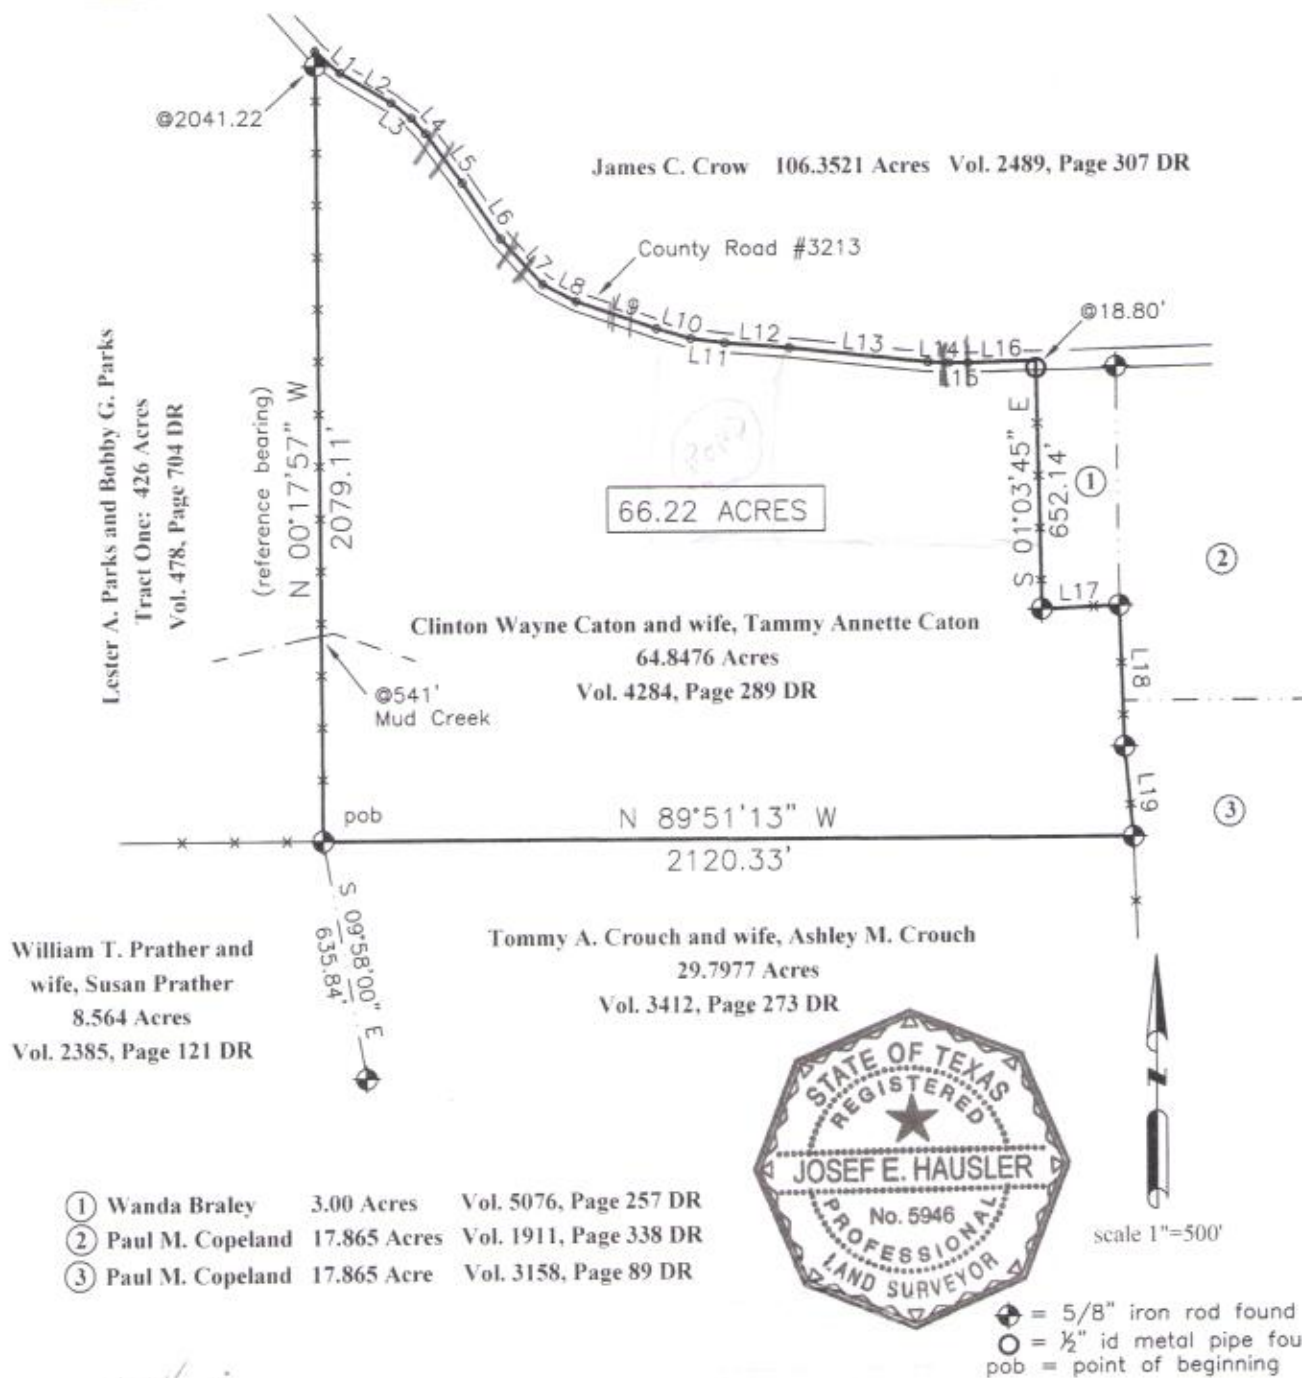 L1
L2
L3
L4
L5
L6
L7
L8
L9
L10
L11
L12
L13
L14
L15
L16
@2041.22
James C. Crow 106.3521 Acres Vol. 2489, Page 307 DR
County Road #3213
@18.80'
Lester A. Parks and Bobby G. Parks
Tract One: 426 Acres
Vol. 478, Page 704 DR
(reference bearing)
N 00°17'57" W
2079.11'
66.22 ACRES
S 01°03'45" E
652.14'
1
2
L17
Clinton Wayne Caton and wife, Tammy Annette Caton
64.8476 Acres
Vol. 4284, Page 289 DR
L18
@541'
Mud Creek
L19
3
pob
N 89°51'13" W
2120.33'
S 09°58'00" E
635.84'
William T. Prather and
wife, Susan Prather
8.564 Acres
Vol. 2385, Page 121 DR
Tommy A. Crouch and wife, Ashley M. Crouch
29.7977 Acres
Vol. 3412, Page 273 DR
STATE OF TEXAS
REGISTERED
JOSEF E. HAUSLER
No. 5946
PROFESSIONAL
LAND SURVEYOR
N
scale 1"=500'
1 Wanda Braley 3.00 Acres Vol. 5076, Page 257 DR
2 Paul M. Copeland 17.865 Acres Vol. 1911, Page 338 DR
3 Paul M. Copeland 17.865 Acre Vol. 3158, Page 89 DR
= 5/8" iron rod found
= ½" id metal pipe fou
pob = point of beginning